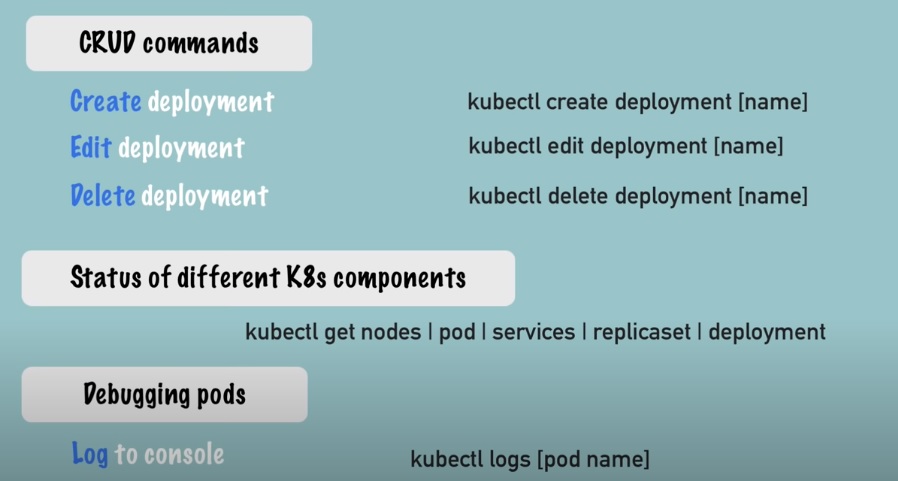 CRUD commands
Create deployment kubectl create deployment [name]
Edit deployment kubectl edit deployment [name]
Delete deployment kubectl delete deployment [name]
Status of different K8s components
kubectl get nodes | pod | services | replicaset | deployment
Debugging pods
Log to console kubectl logs [pod name]